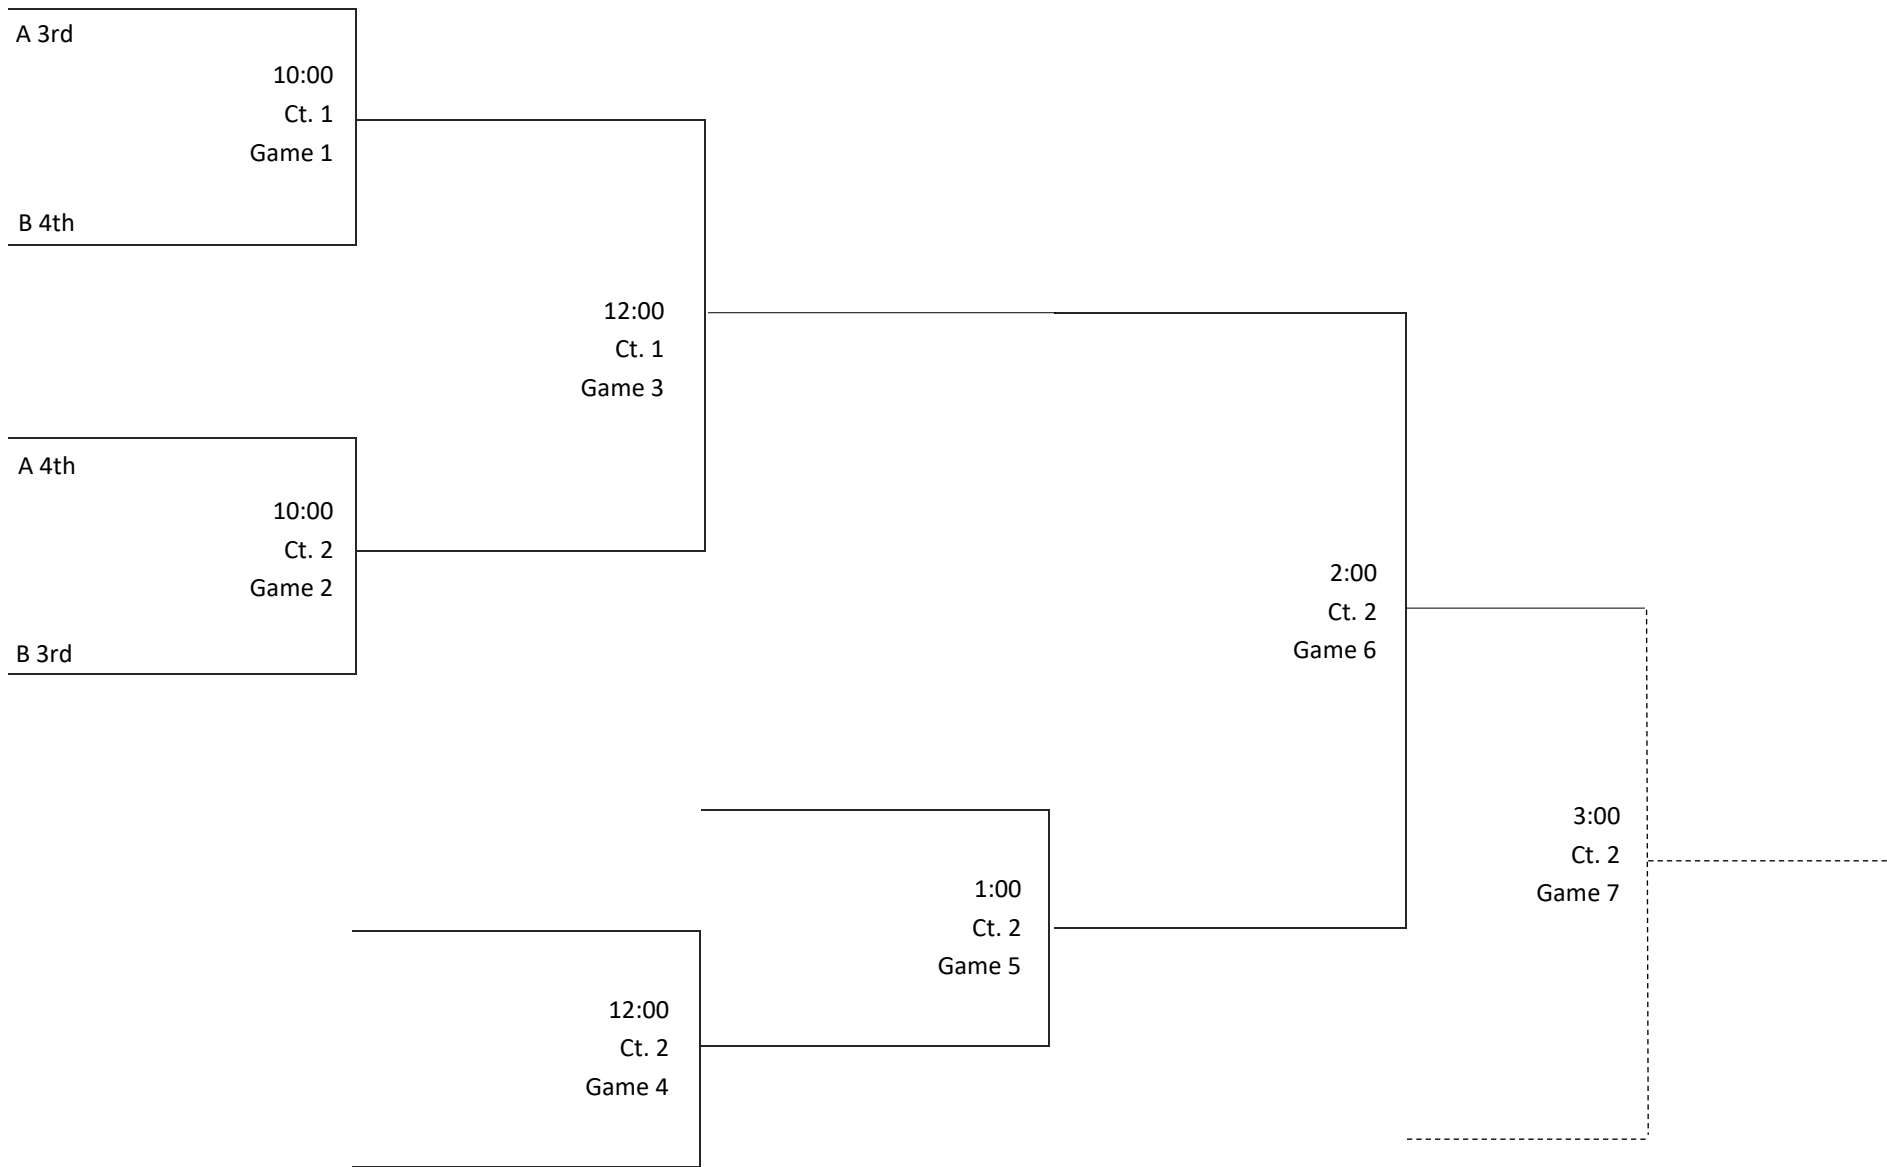 A 3rd
10:00
Ct. 1
Game 1
B 4th
12:00
Ct. 1
Game 3
A 4th
10:00
Ct. 2
Game 2
B 3rd
2:00
Ct. 2
Game 6
3:00
Ct. 2
Game 7
1:00
Ct. 2
Game 5
12:00
Ct. 2
Game 4